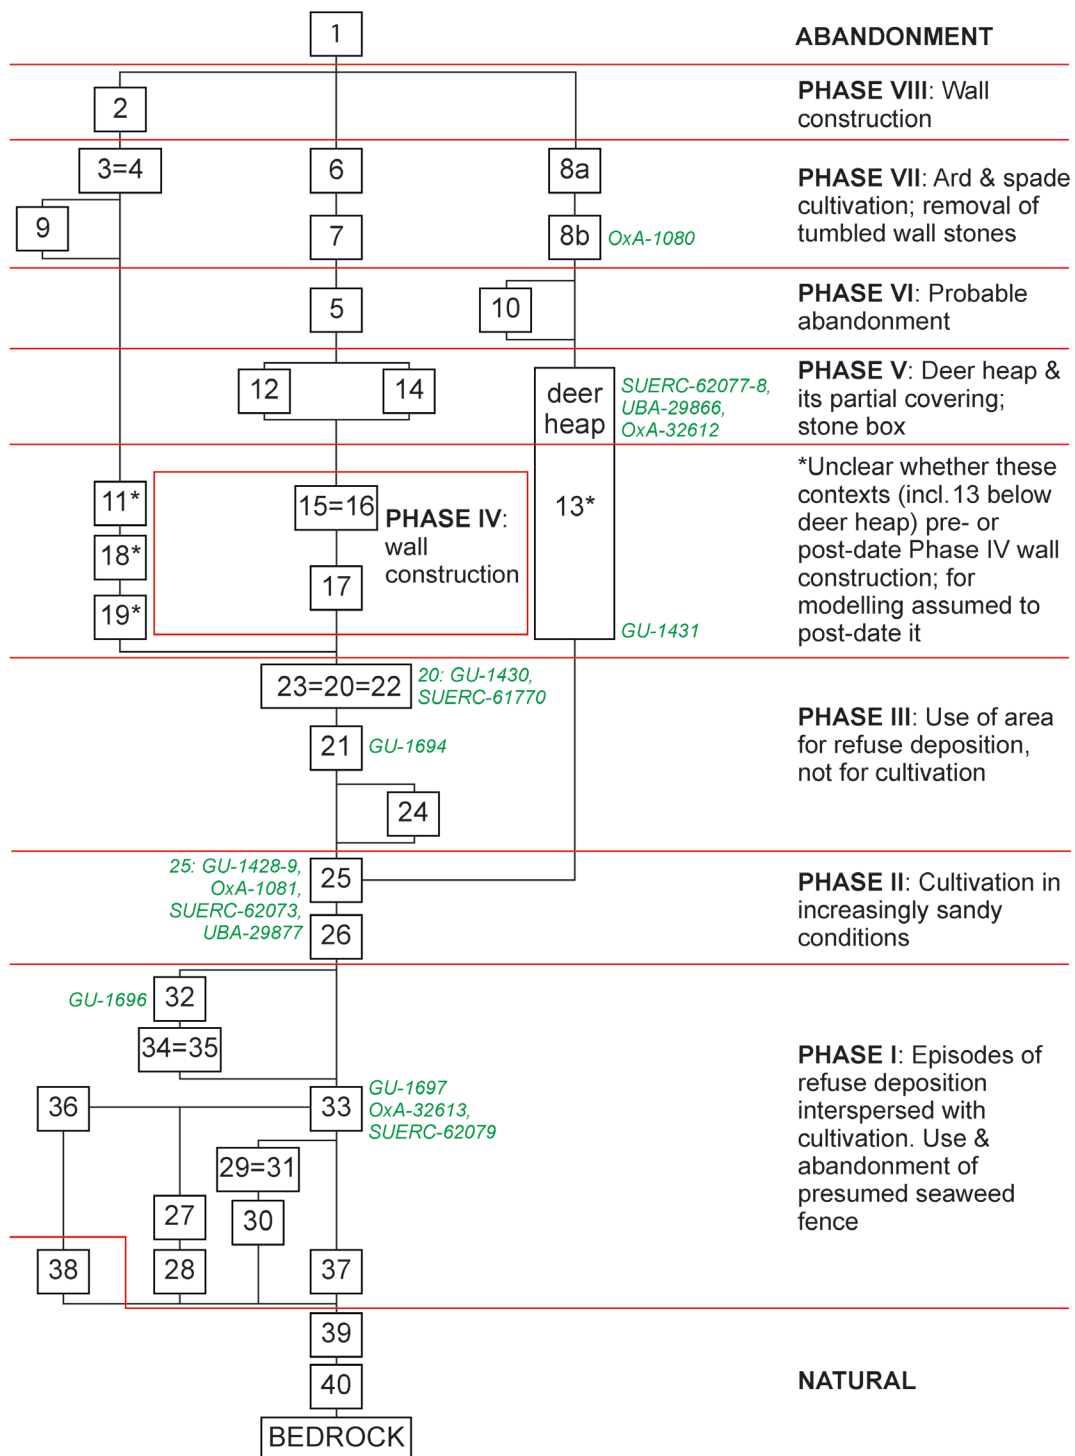 1
ABANDONMENT
2
PHASE VIII: Wall
construction
3=4
6
8a
9
7
8b
OxA-1080
PHASE VII: Ard & spade
cultivation; removal of
tumbled wall stones
5
10
PHASE VI: Probable
abandonment
12
14
deer
heap
SUERC-62077-8,
UBA-29866,
OxA-32612
PHASE V: Deer heap &
its partial covering;
stone box
11*
18*
19*
15=16
17
PHASE IV:
wall
construction
13*
GU-1431
*Unclear whether these
contexts (incl.13 below
deer heap) pre- or
post-date Phase IV wall
construction; for
modelling assumed to
post-date it
23=20=22
20: GU-1430,
SUERC-61770
21
GU-1694
24
PHASE III: Use of area
for refuse deposition,
not for cultivation
25: GU-1428-9,
OxA-1081,
SUERC-62073,
UBA-29877
25
26
PHASE II: Cultivation in
increasingly sandy
conditions
GU-1696
32
34=35
36
33
GU-1697
OxA-32613,
SUERC-62079
29=31
27
30
38
28
37
PHASE I: Episodes of
refuse deposition
interspersed with
cultivation. Use &
abandonment of
presumed seaweed
fence
39
40
NATURAL
BEDROCK